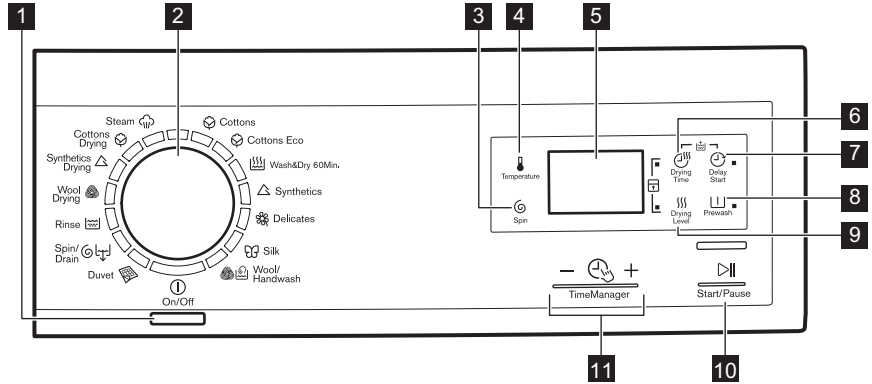 1
2
3
4
5
Steam
Cottons
Drying
Synthetics
Drying
Wool
Drying
Rinse
Spin/
Drain
Duvet
On/Off
Cottons
Cottons Eco
Wash&Dry 60Min.
Synthetics
Delicates
Silk
Wool/
Handwash
Temperature
Spin
Drying
Time
Delay
Start
Drying
Level
Prewash
6
7
8
9
TimeManager
Start/Pause
11
10